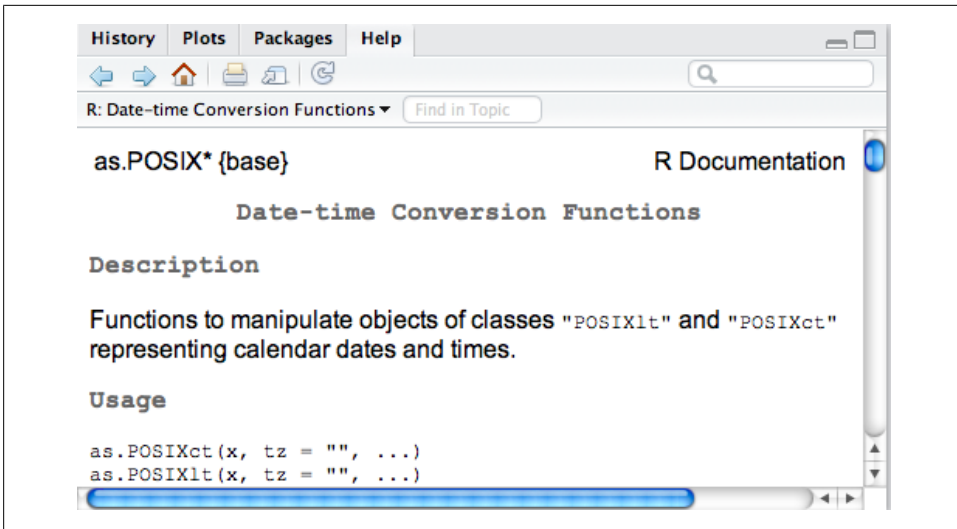 History Plots Packages Help
R: Date-time Conversion Functions Find in Topic
as.POSIX* {base} R Documentation
Date-time Conversion Functions
Description
Functions to manipulate objects of classes "POSIXlt" and "POSIXct"
representing calendar dates and times.
Usage
as.POSIXct(x, tz = "", ...)
as.POSIXlt(x, tz = "", ...)